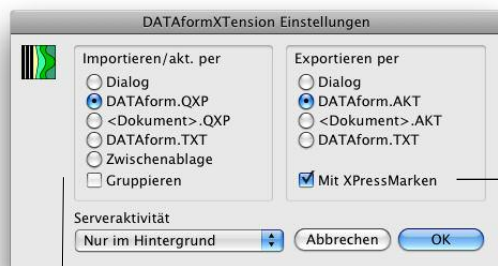 DATAformXTension Einstellungen
Importieren/akt. per
Dialog
DATAform.QXP
<Dokument>.QXP
DATAform.TXT
Zwischenablage
Gruppieren
Exportieren per
Dialog
DATAform.AKT
<Dokument>.AKT
DATAform.TXT
Mit XPressMarken
Serveraktivität
Nur im Hintergrund
Abbrechen
OK